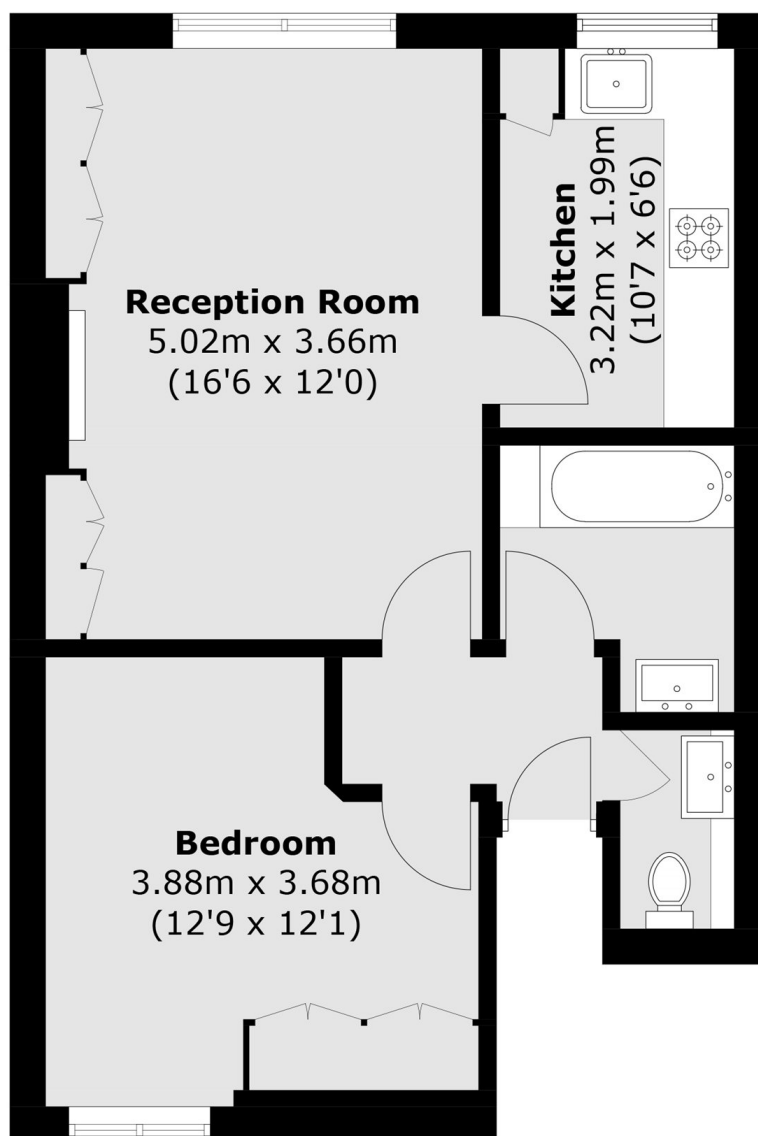 Reception Room
5.02m x 3.66m
(16'6 x 12'0)
Kitchen
3.22m x 1.99m
(10'7 x 6'6)
Bedroom
3.88m x 3.68m
(12'9 x 12'1)